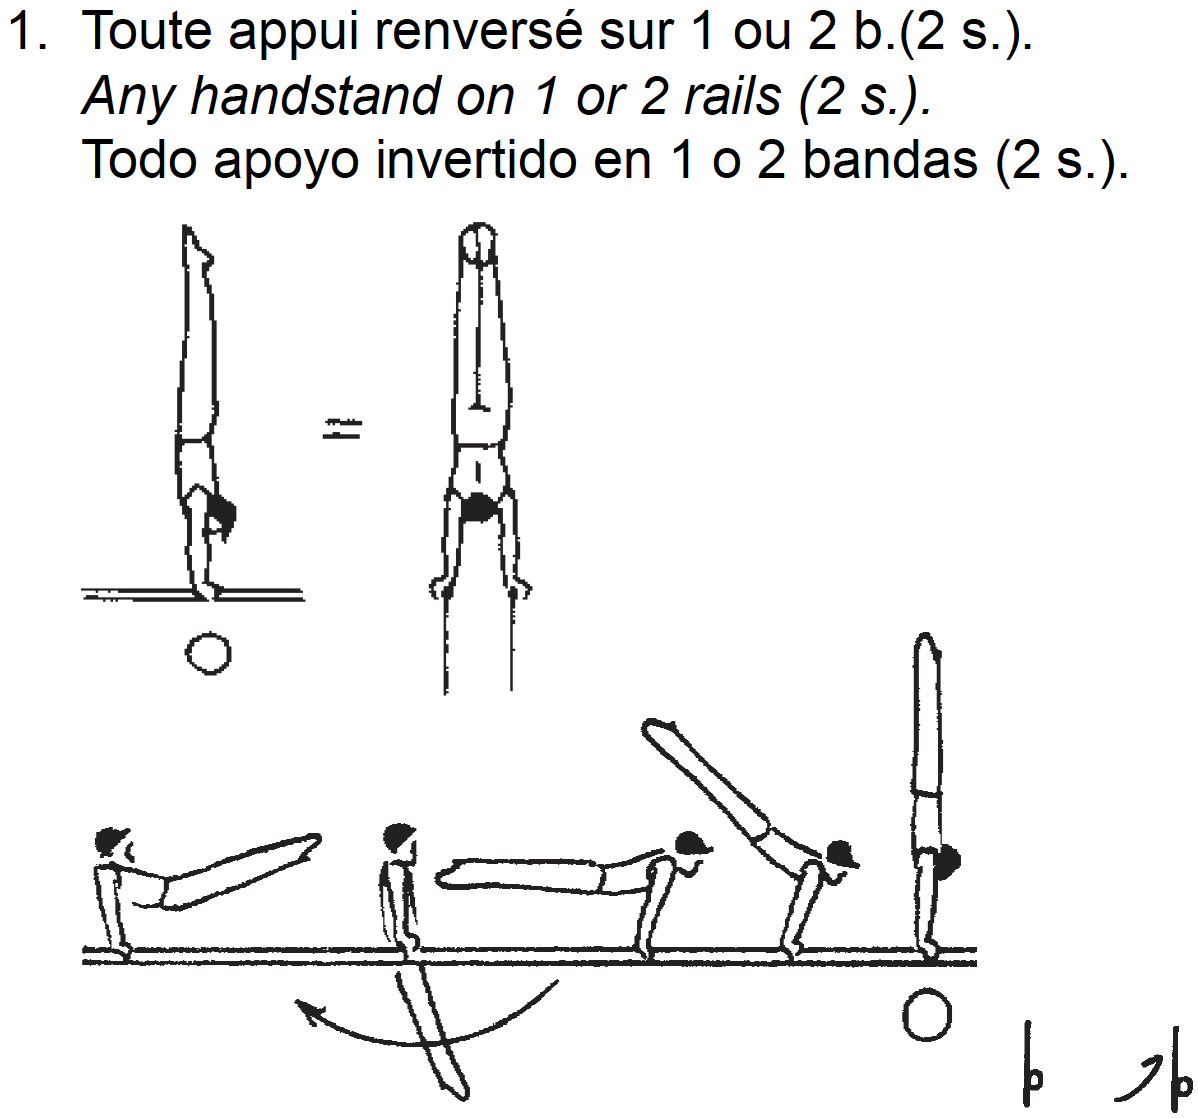 1. Toute appui renversé sur 1 ou 2 b.(2 s.).
Any handstand on 1 or 2 rails (2 s.).
Todo apoyo invertido en 1 o 2 bandas (2 s.).